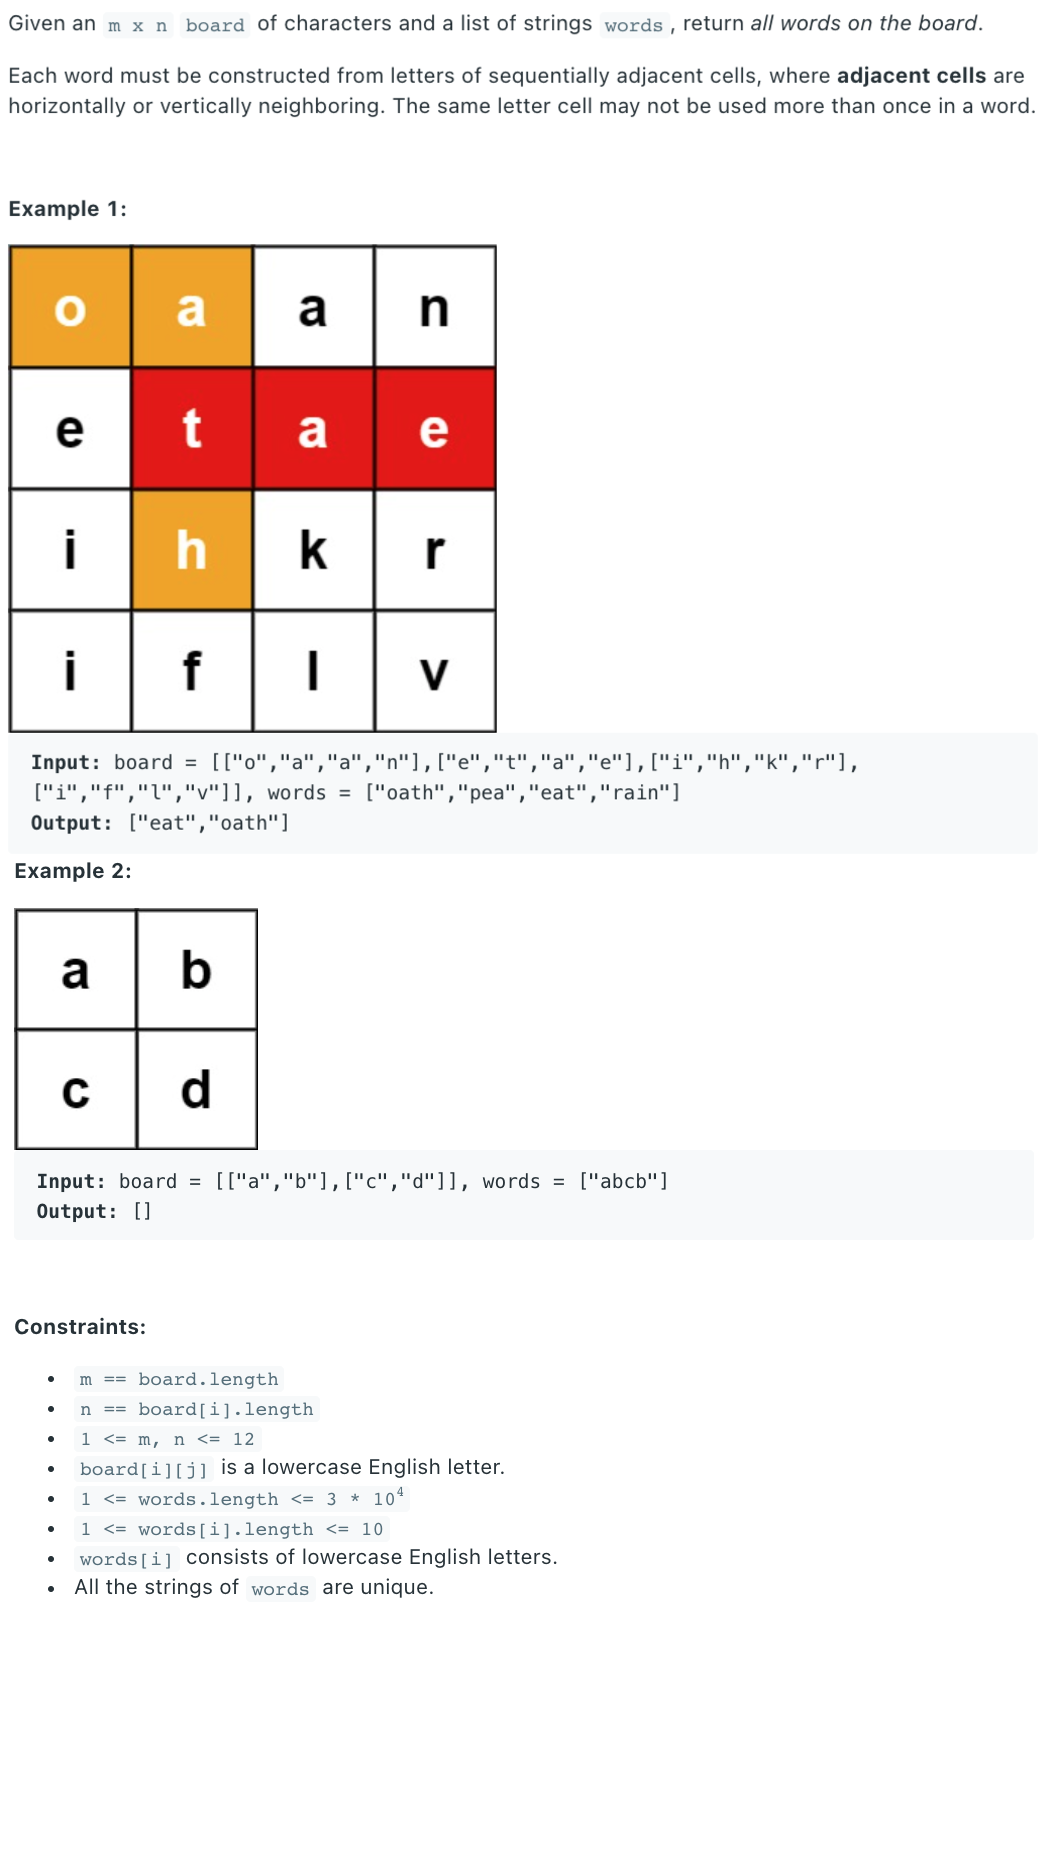 Given an m x n board of characters and a list of strings words , return all words on the board.
Each word must be constructed from letters of sequentially adjacent cells, where adjacent cells are
horizontally or vertically neighboring. The same letter cell may not be used more than once in a word.
Example 1:
o a a n
e t a e
i h k r
i f l v
Input: board = [["o","a","a","n"],["e","t","a","e"],["i","h","k","r"],
["i","f","l","v"]], words = ["oath","pea","eat","rain"]
Output: ["eat","oath"]
Example 2:
a b
c d
Input: board = [["a","b"],["c","d"]], words = ["abcb"]
Output: []
Constraints:
• m == board.length
• n == board[i].length
• 1 <= m, n <= 12
• board[i][j] is a lowercase English letter.
• 1 <= words.length <= 3 * 10⁴
• 1 <= words[i].length <= 10
• words[i] consists of lowercase English letters.
• All the strings of words are unique.